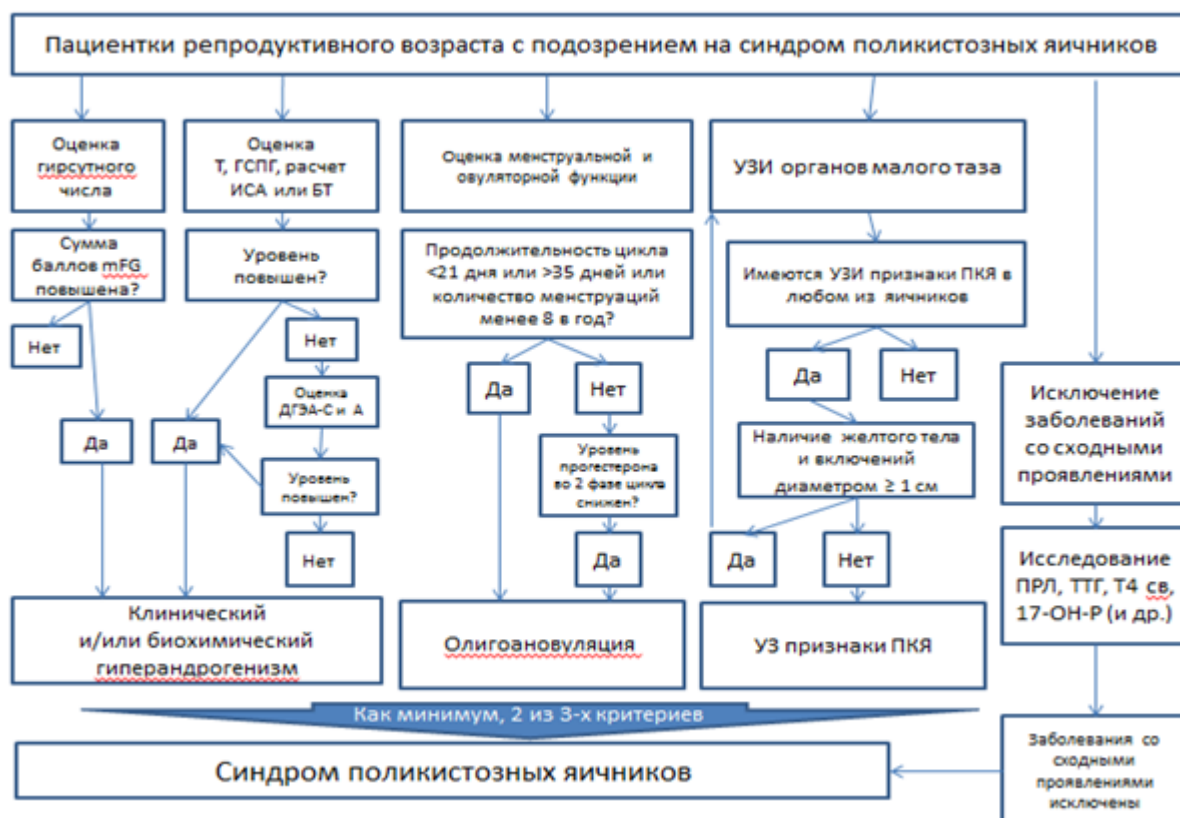 Пациентки репродуктивного возраста с подозрением на синдром поликистозных яичников
Оценка
гирсутного
числа
Оценка
Т, ГСПГ, расчет
ИСА или БТ
Оценка менструальной и
овуляторной функции
УЗИ органов малого таза
Сумма
баллов mFG
повышена?
Уровень
повышен?
Продолжительность цикла
<21 дня или >35 дней или
количество менструаций
менее 8 в год?
Имеются УЗИ признаки ПКЯ в
любом из яичников
Нет
Нет
Да
Нет
Да
Нет
Оценка
ДГЭА-С и А
Да
Да
Уровень
повышен?
Нет
Уровень
прогестерона
во 2 фазе цикла
снижен?
Да
Наличие желтого тела
и включений
диаметром ≥ 1 см
Да
Нет
Исключение
заболеваний
со сходными
проявлениями
Исследование
ПРЛ, ТТГ, Т4 св,
17-ОН-Р (и др.)
Клинический
и/или биохимический
гиперандрогенизм
Олигоановуляция
УЗ признаки ПКЯ
Как минимум, 2 из 3-х критериев
Синдром поликистозных яичников
Заболевания со
сходными
проявлениями
исключены